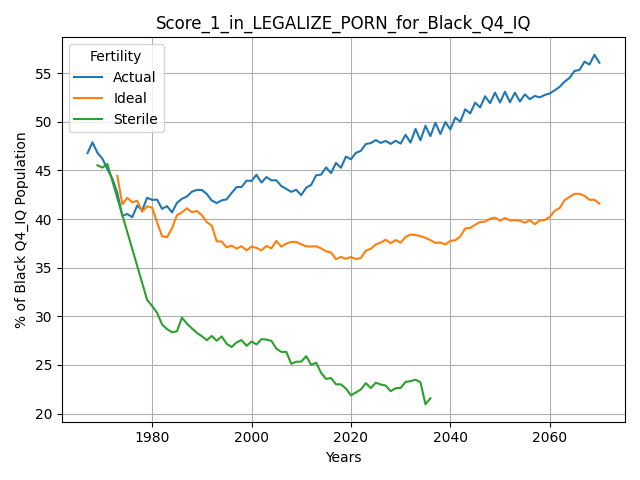 Score_1_in_LEGALIZE_PORN_for_Black_Q4_IQ
Fertility
Actual
Ideal
Sterile
% of Black Q4_IQ Population
55
50
45
40
35
30
25
20
1980
2000
2020
2040
2060
Years